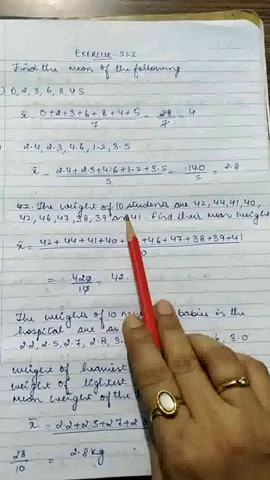 EXERCISE - 21.2
Find the mean of the following
0, 2, 3, 6, 8, 4 5
x̄ = 0+2+3+6+8+4+5 / 7 = 28 / 7 = 4
2.4, 2.3, 4.6, 1.2, 3.5
x̄ = 2.4+2.3+4.6+1.2+3.5 / 5 = 14.0 / 5 = 2.8
The weight of 10 students are 42, 44, 41, 40,
42, 46, 47, 38, 39 and 41. Find their mean weight
x̄ = 42+44+41+40+ +46+47+38+39+41
= 420 / 10 = 42.
The weights of 10 babies in the
hospital are as
2.2, 2.5, 2.7, 2.8, 3. 6, 3.0
weight of heaviest
weight of lightest
mean weight of the
x̄ = 2.2+2.5+2.7+2
28 / 10 = 2.8 kg